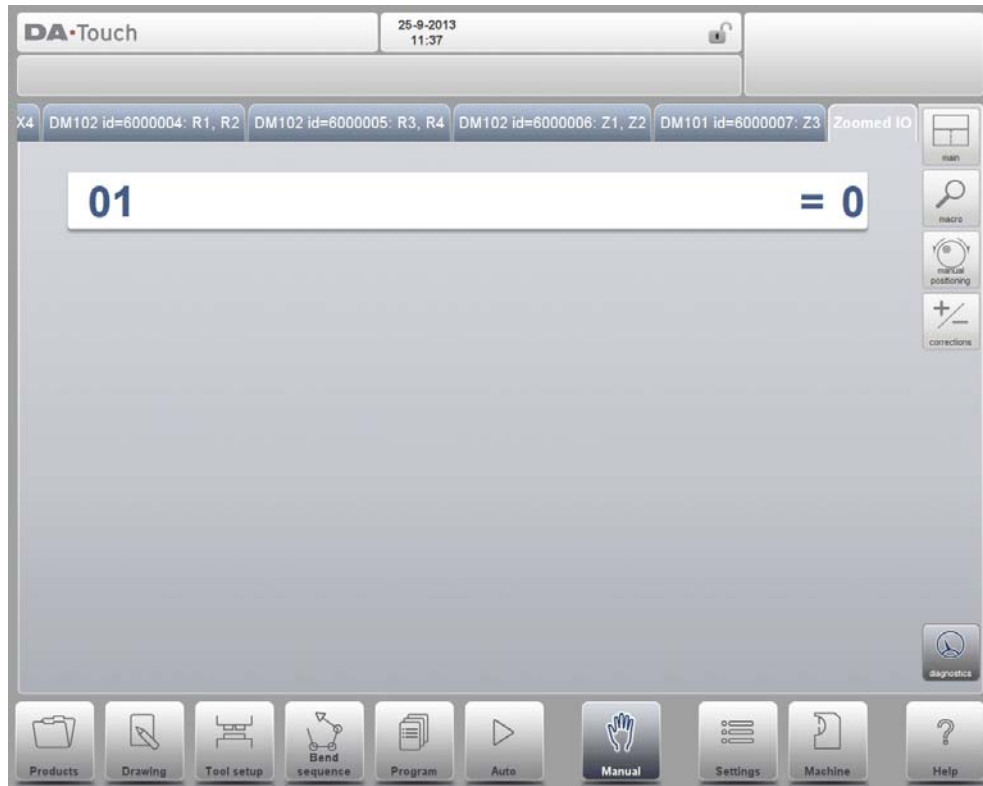 DA•Touch
25-9-2013
11:37
X4
DM102 id=6000004: R1, R2
DM102 id=6000005: R3, R4
DM102 id=6000006: Z1, Z2
DM101 id=6000007: Z3
Zoomed IO
01 = 0
main
macro
manual
positioning
corrections
diagnostics
Products
Drawing
Tool setup
Bend
sequence
Program
Auto
Manual
Settings
Machine
Help